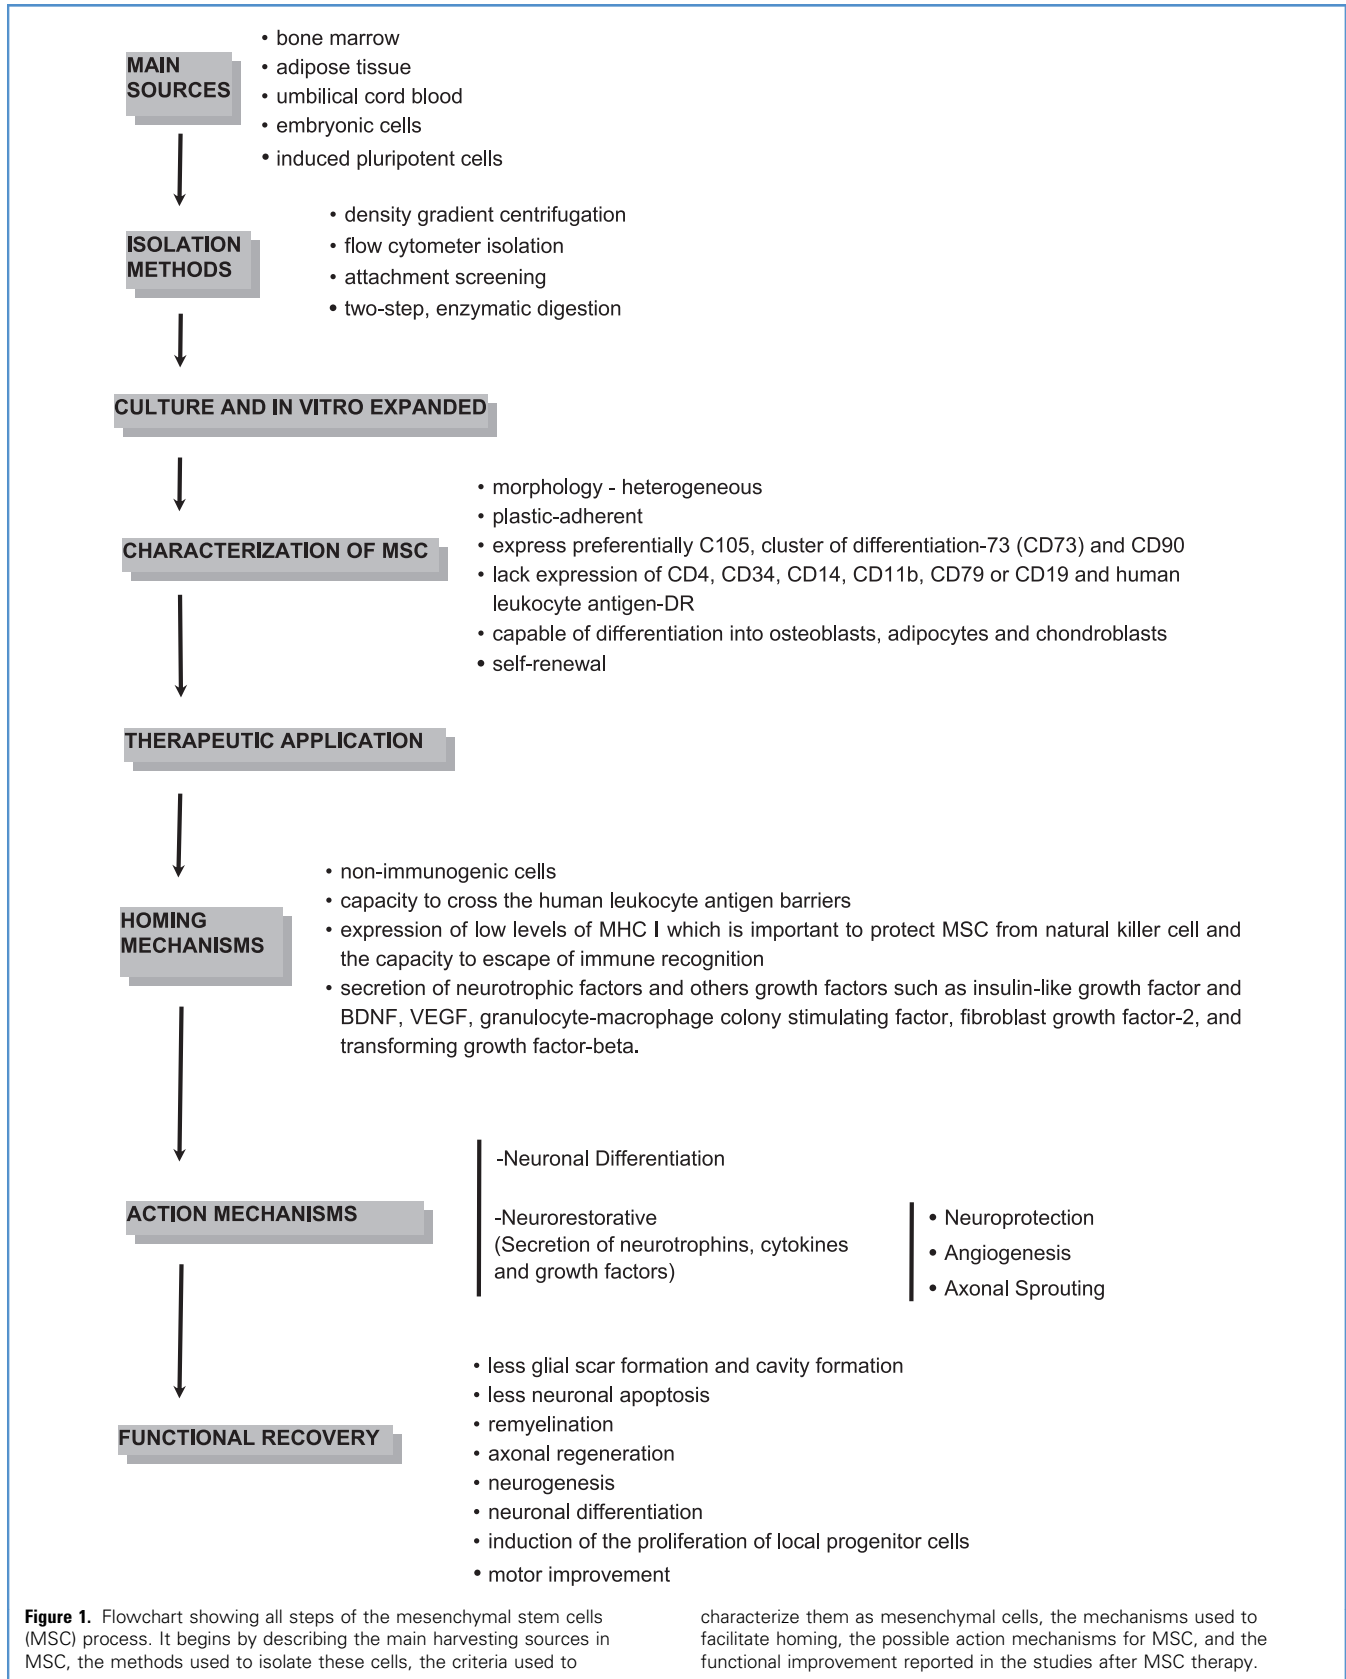 MAIN
SOURCES
• bone marrow
• adipose tissue
• umbilical cord blood
• embryonic cells
• induced pluripotent cells
ISOLATION
METHODS
• density gradient centrifugation
• flow cytometer isolation
• attachment screening
• two-step, enzymatic digestion
CULTURE AND IN VITRO EXPANDED
CHARACTERIZATION OF MSC
• morphology - heterogeneous
• plastic-adherent
• express preferentially C105, cluster of differentiation-73 (CD73) and CD90
• lack expression of CD4, CD34, CD14, CD11b, CD79 or CD19 and human
leukocyte antigen-DR
• capable of differentiation into osteoblasts, adipocytes and chondroblasts
• self-renewal
THERAPEUTIC APPLICATION
HOMING
MECHANISMS
• non-immunogenic cells
• capacity to cross the human leukocyte antigen barriers
• expression of low levels of MHC I which is important to protect MSC from natural killer cell and
the capacity to escape of immune recognition
• secretion of neurotrophic factors and others growth factors such as insulin-like growth factor and
BDNF, VEGF, granulocyte-macrophage colony stimulating factor, fibroblast growth factor-2, and
transforming growth factor-beta.
ACTION MECHANISMS
-Neuronal Differentiation
-Neurorestorative
(Secretion of neurotrophins, cytokines
and growth factors)
• Neuroprotection
• Angiogenesis
• Axonal Sprouting
FUNCTIONAL RECOVERY
• less glial scar formation and cavity formation
• less neuronal apoptosis
• remyelination
• axonal regeneration
• neurogenesis
• neuronal differentiation
• induction of the proliferation of local progenitor cells
• motor improvement
Figure 1. Flowchart showing all steps of the mesenchymal stem cells
(MSC) process. It begins by describing the main harvesting sources in
MSC, the methods used to isolate these cells, the criteria used to
characterize them as mesenchymal cells, the mechanisms used to
facilitate homing, the possible action mechanisms for MSC, and the
functional improvement reported in the studies after MSC therapy.